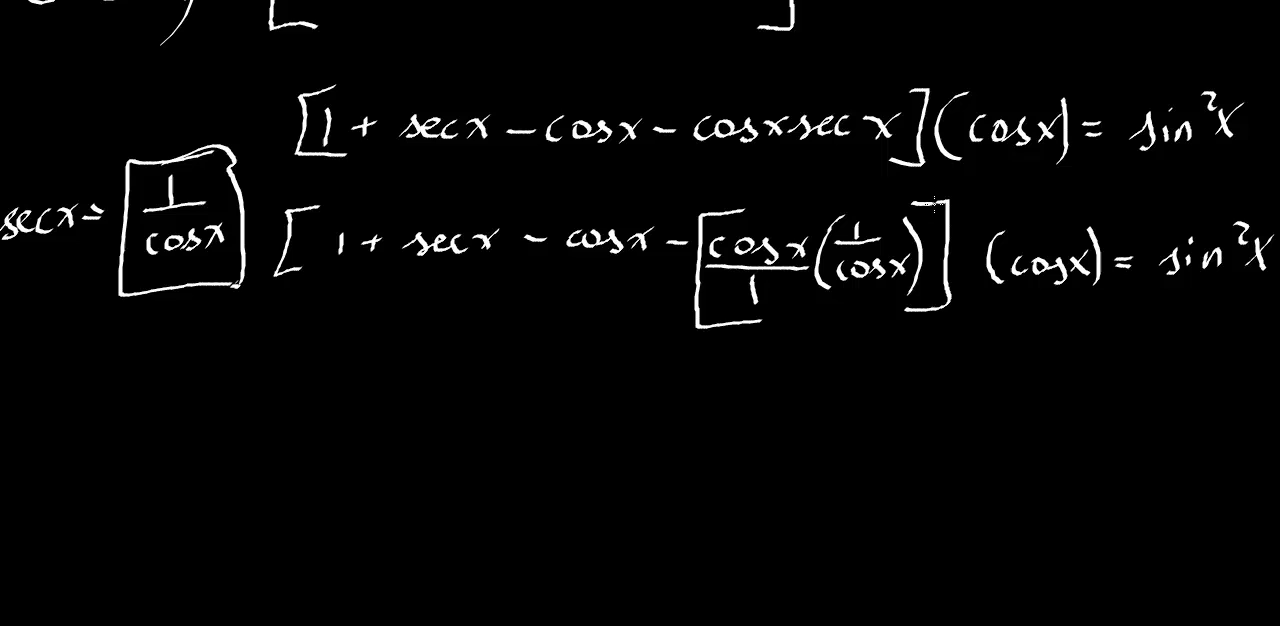 [1 + secx - cosx - cosxsecx](cosx) = sin²x
secx = 1/cosx
[1 + secx - cosx - [cosx/1 (1/cosx)] (cosx) = sin²x